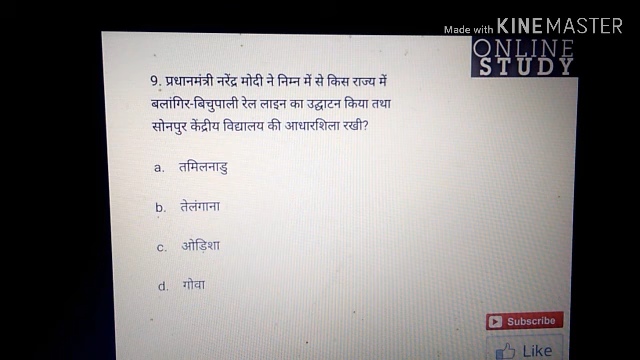 Made with KINEMASTER
ONLINE
STUDY
9. प्रधानमंत्री नरेंद्र मोदी ने निम्न में से किस राज्य में
बलांगिर-बिचुपाली रेल लाइन का उद्घाटन किया तथा
सोनपुर केंद्रीय विद्यालय की आधारशिला रखी?
a. तमिलनाडु
b. तेलंगाना
c. ओड़िशा
d. गोवा
Subscribe
Like